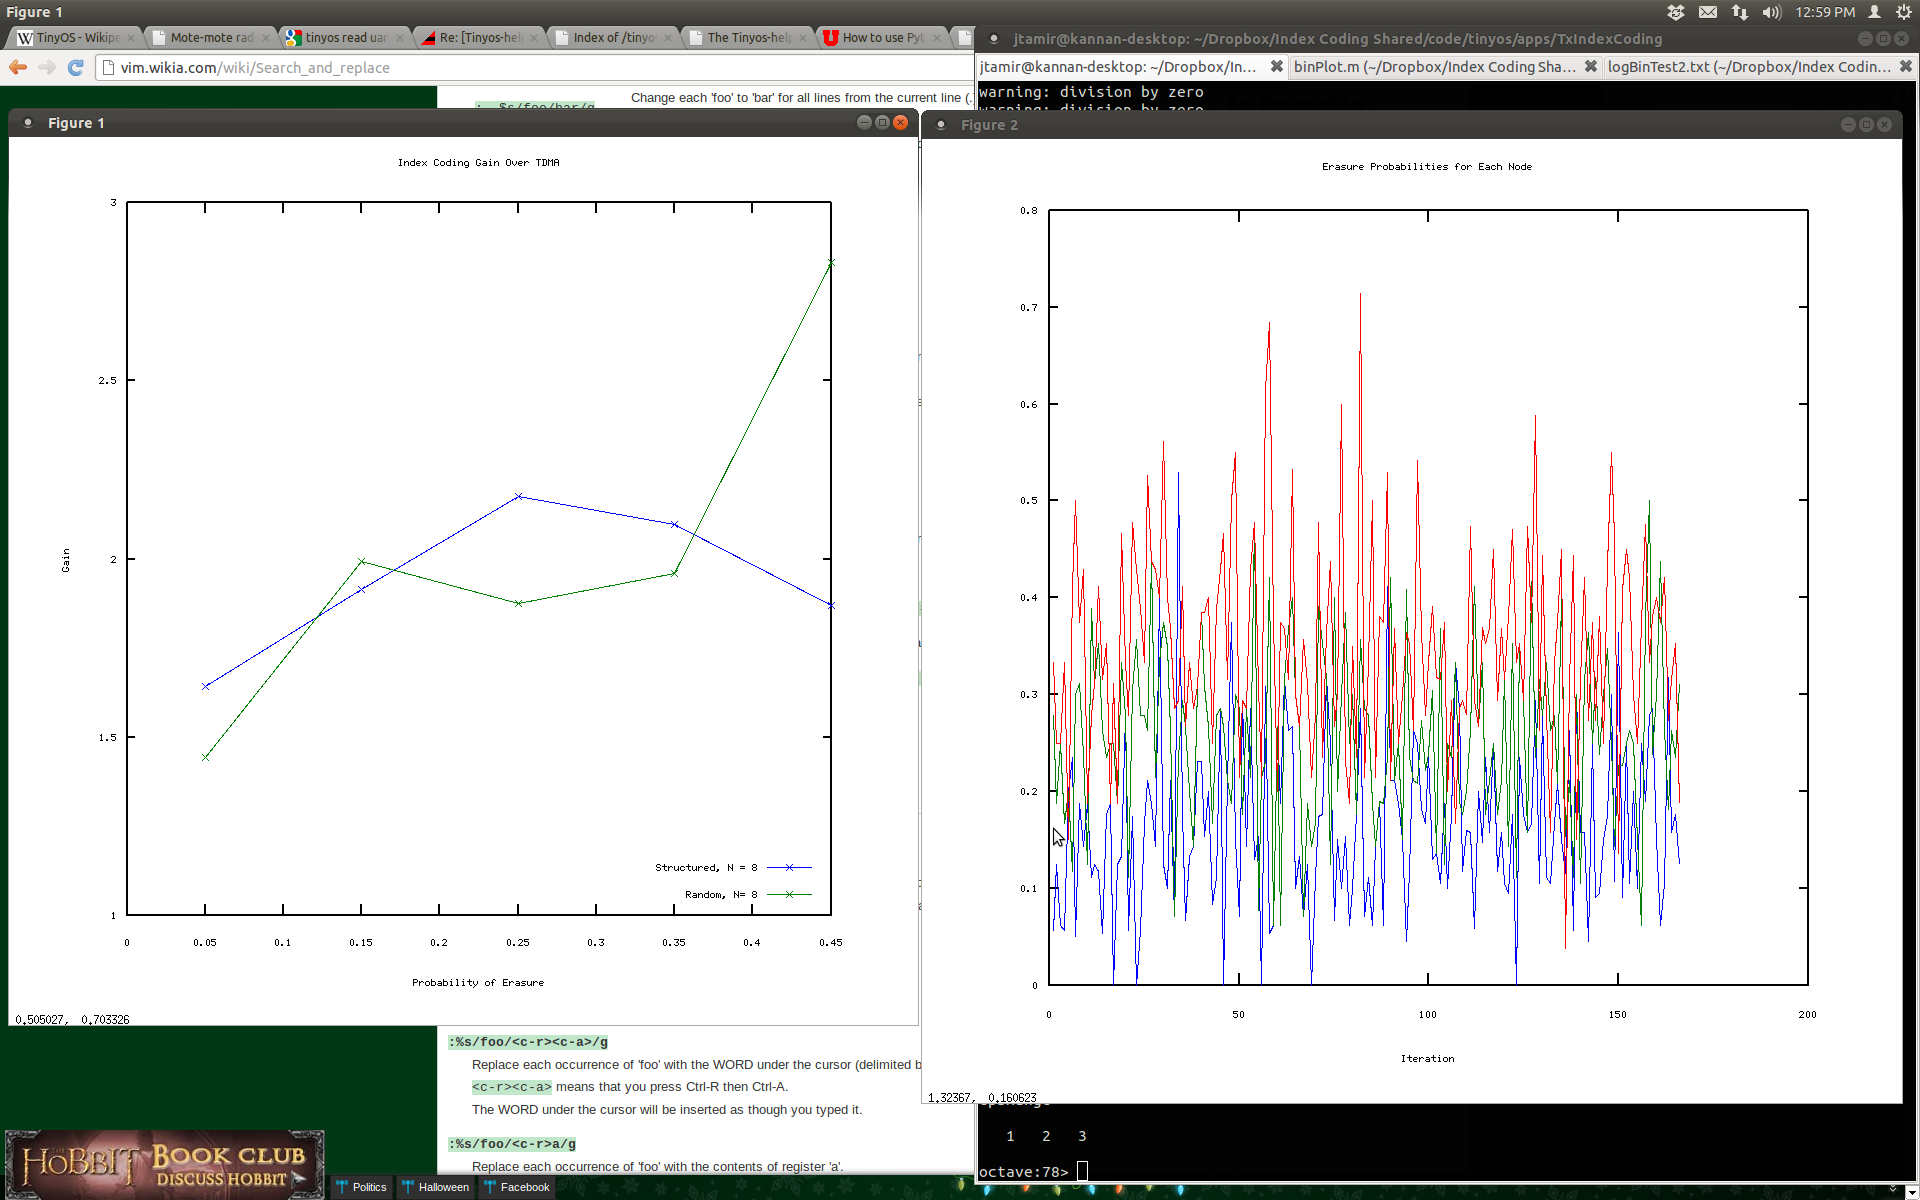 Figure 1
12:59 PM
TinyOS - Wikipe
Mote-mote rad
tinyos read uar
Re: [Tinyos-hel
Index of /tinyo
The Tinyos-hel
How to use Pyt
vim.wikia.com/wiki/Search_and_replace
jtamir@kannan-desktop: ~/Dropbox/Index Coding Shared/code/tinyos/apps/TxIndexCoding
jtamir@kannan-desktop: ~/Dropbox/In...
binPlot.m (~/Dropbox/Index Coding Sha...
logBinTest2.txt (~/Dropbox/Index Codin...
warning: division by zero
warning: division by zero
:.,$s/foo/bar/g
Change each 'foo' to 'bar' for all lines from the current line (.
Figure 1
Index Coding Gain Over TDMA
3
2.5
2
1.5
1
Gain
Structured, N = 8
Random, N= 8
0 0.05 0.1 0.15 0.2 0.25 0.3 0.35 0.4 0.45
Probability of Erasure
0.505027, 0.703326
Figure 2
Erasure Probabilities for Each Node
0.8
0.7
0.6
0.5
0.4
0.3
0.2
0.1
0
0 50 100 150 200
Iteration
1.32367, 0.160623
:%s/foo/<c-r><c-a>/g
Replace each occurrence of 'foo' with the WORD under the cursor (delimited b
<c-r><c-a> means that you press Ctrl-R then Ctrl-A.
The WORD under the cursor will be inserted as though you typed it.
:%s/foo/<c-r>a/g
Replace each occurrence of 'foo' with the contents of register 'a'.
1 2 3
octave:78>
THE HOBBIT BOOK CLUB
DISCUSS HOBBIT
Politics
Halloween
Facebook